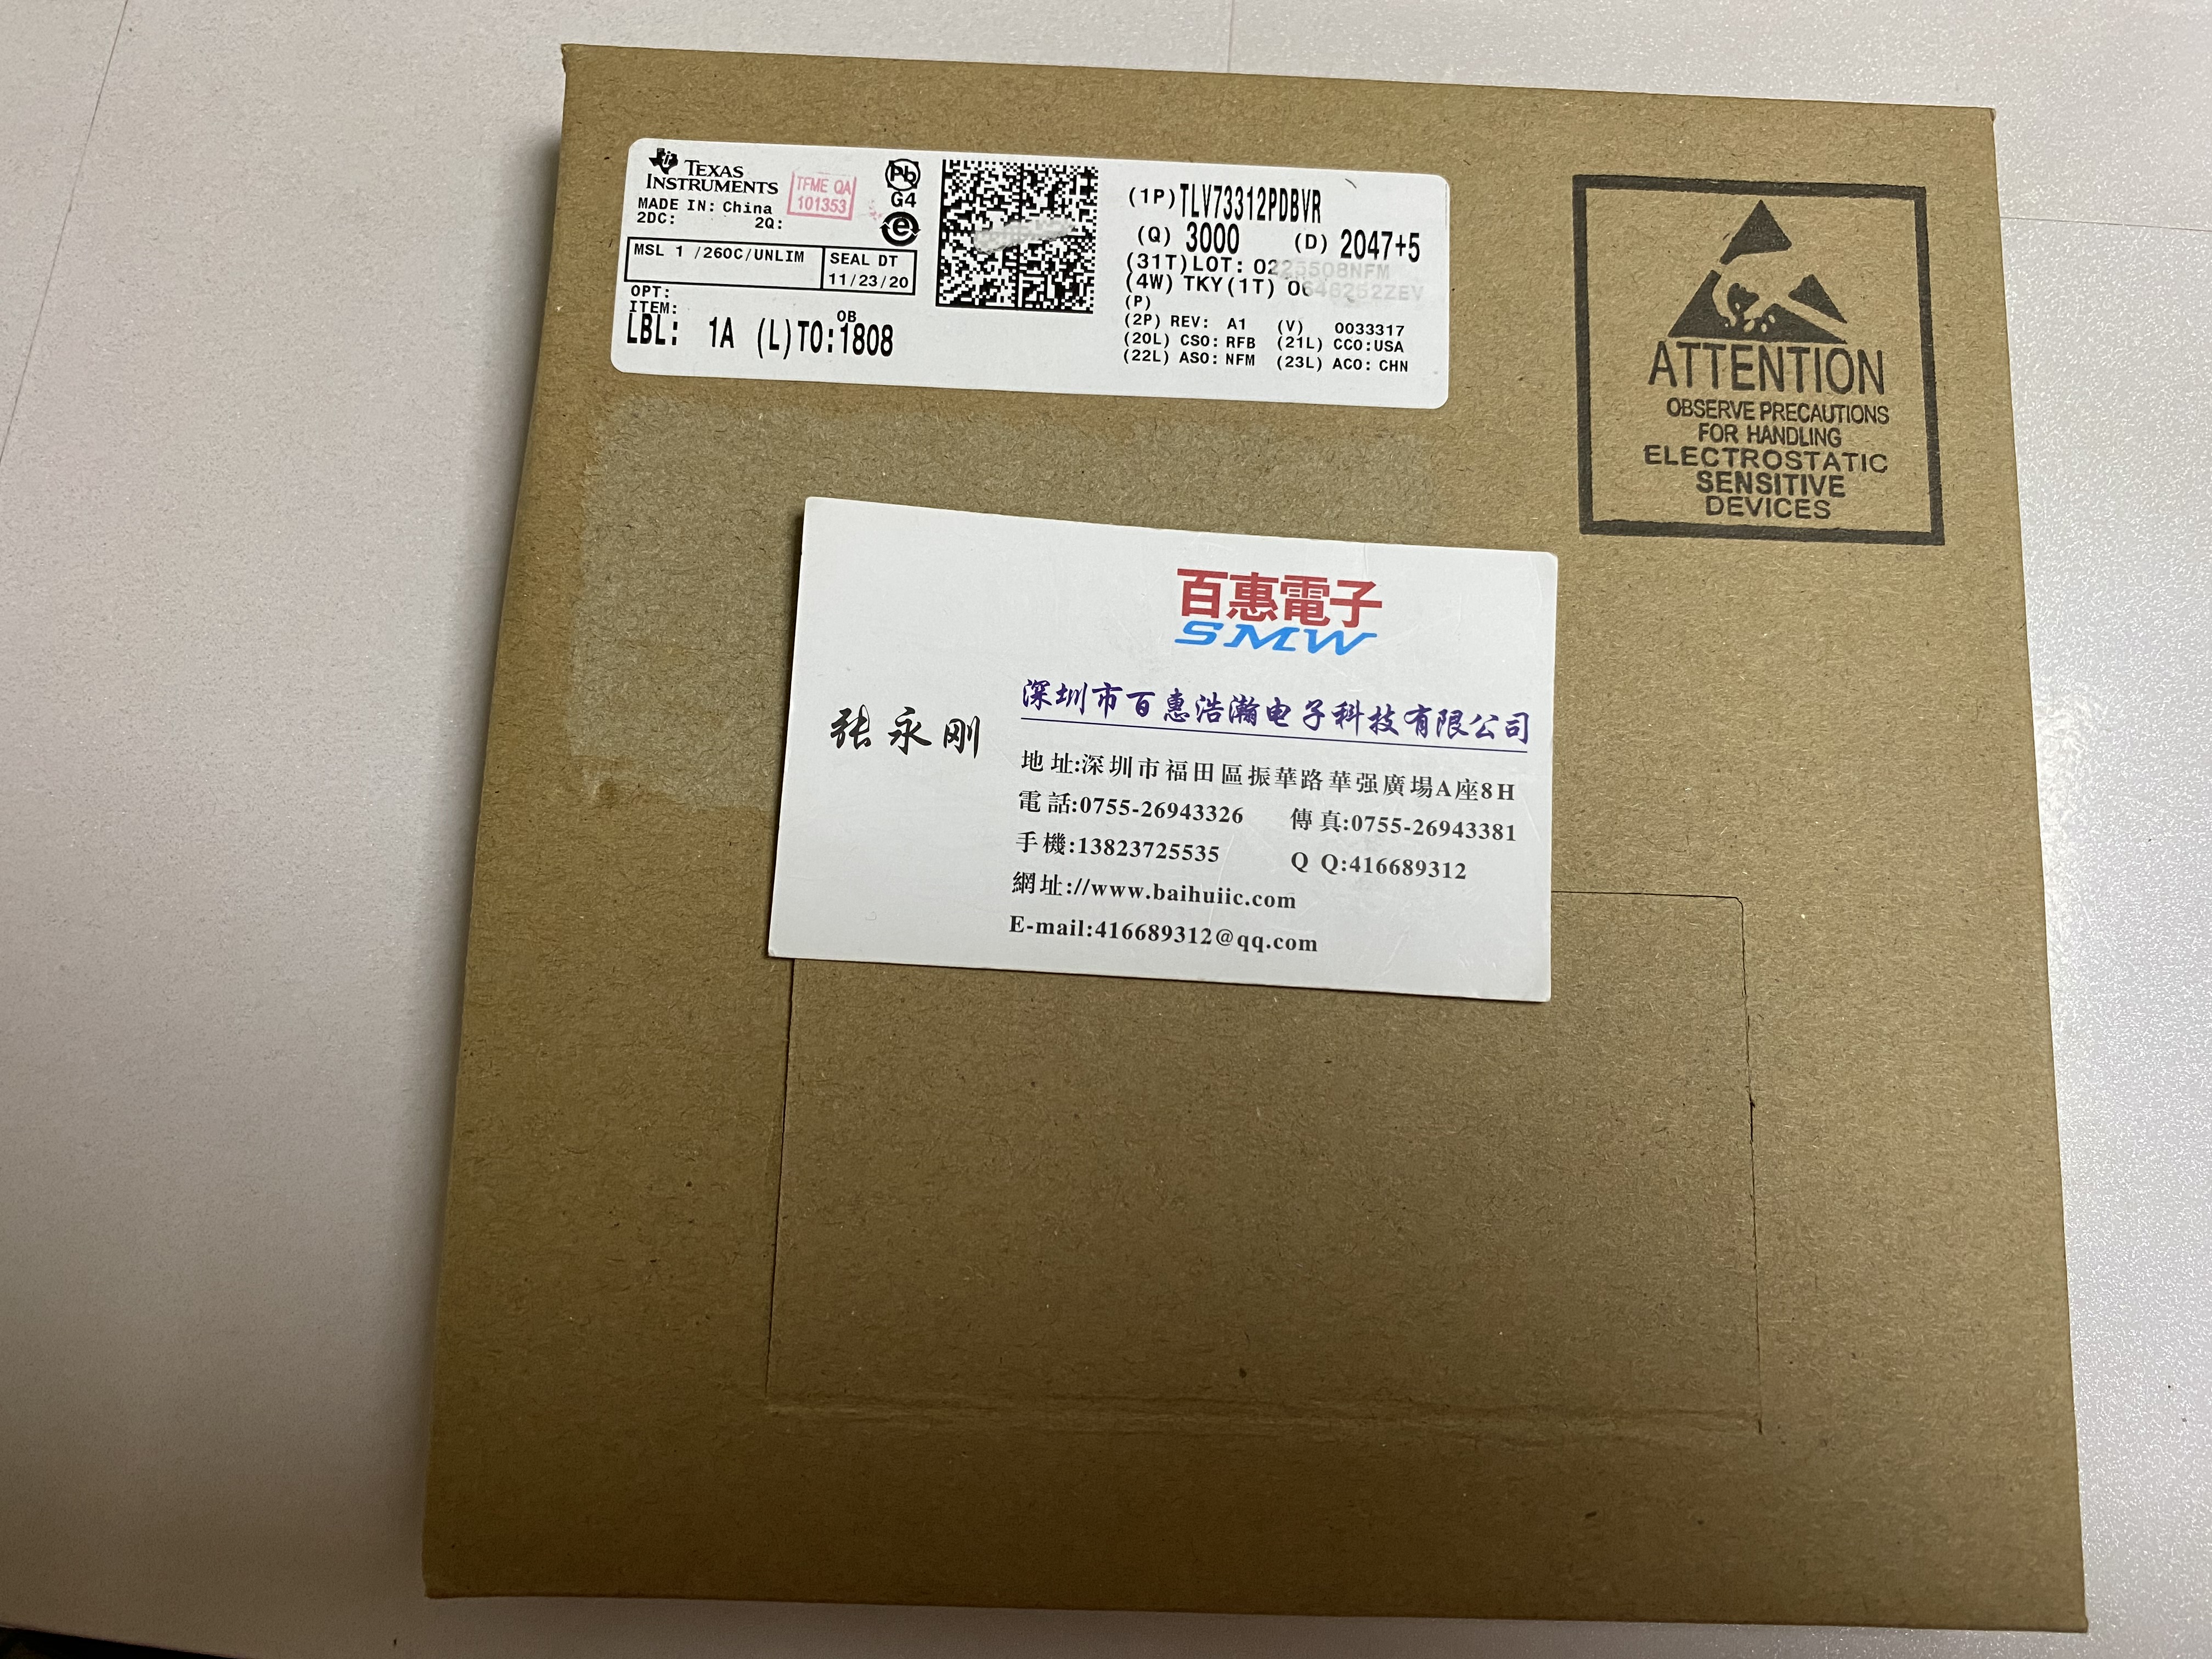 TEXAS
INSTRUMENTS
MADE IN: China
2DC: 2Q:
TFME QA
101353
Pb
G4
e
MSL 1 /260C/UNLIM
SEAL DT
11/23/20
OPT:
ITEM:
LBL: 1A (L)TO:1808
OB
(1P)TLV73312PDBVR
(Q) 3000 (D) 2047+5
(31T)LOT: 0225508NFM
(4W) TKY(1T) 0646252ZEV
(P)
(2P) REV: A1 (V) 0033317
(20L) CSO: RFB (21L) CCO:USA
(22L) ASO: NFM (23L) ACO: CHN
ATTENTION
OBSERVE PRECAUTIONS
FOR HANDLING
ELECTROSTATIC
SENSITIVE
DEVICES
百惠電子
SMW
张永刚
深圳市百惠浩瀚电子科技有限公司
地址:深圳市福田區振華路華强廣場A座8H
電話:0755-26943326 傳真:0755-26943381
手機:13823725535 Q Q:416689312
網址://www.baihuiic.com
E-mail:416689312@qq.com